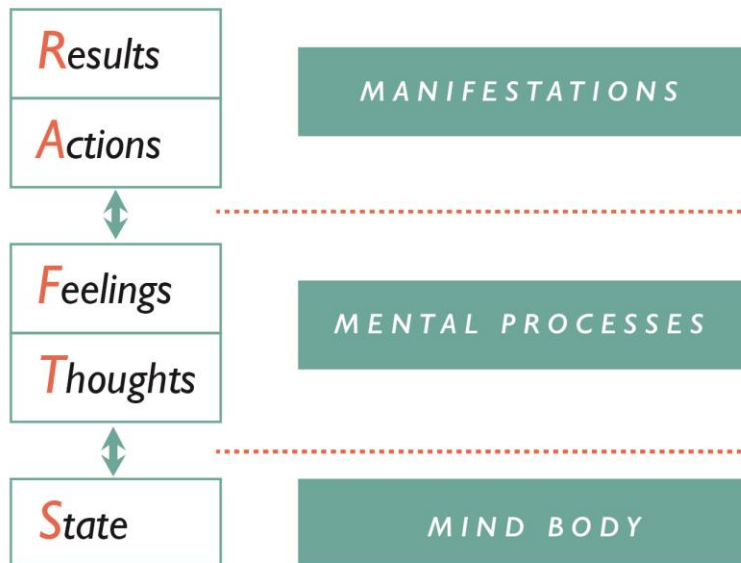 Results
MANIFESTATIONS
Actions
Feelings
MENTAL PROCESSES
Thoughts
State
MIND BODY